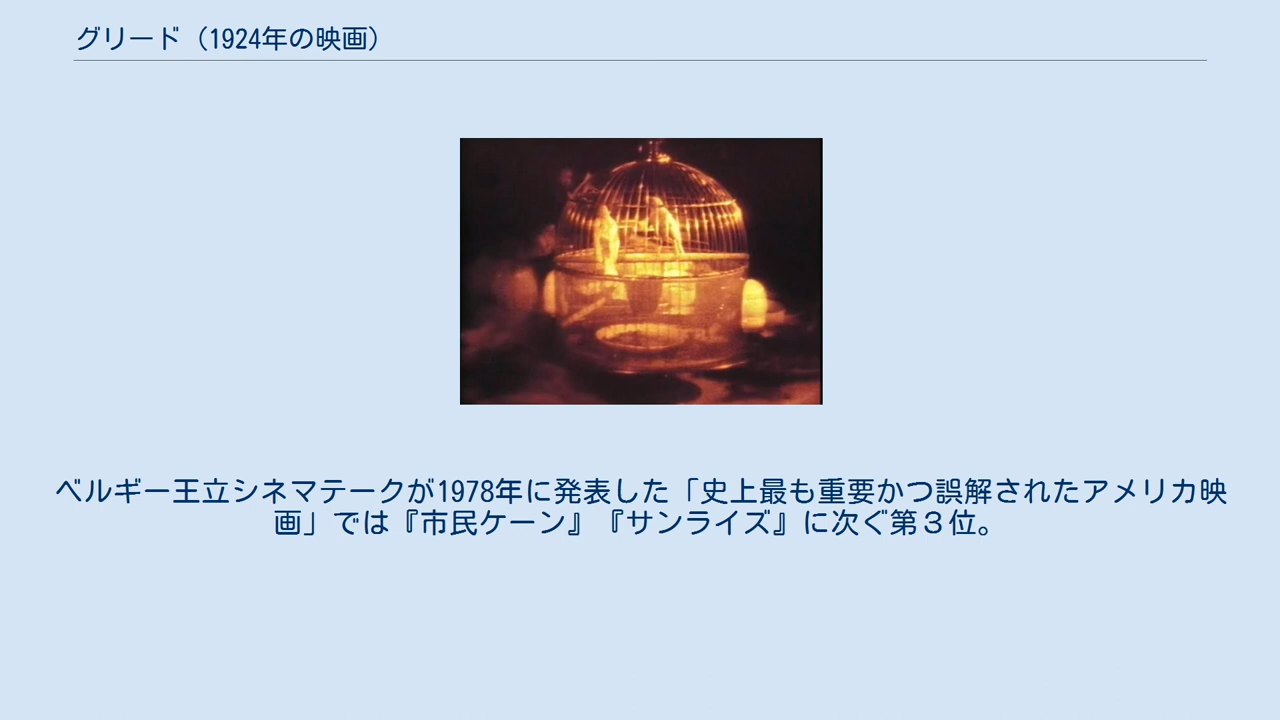 グリード（1924年の映画）
ベルギー王立シネマテークが1978年に発表した「史上最も重要かつ誤解されたアメリカ映
画」では『市民ケーン』『サンライズ』に次ぐ第３位。